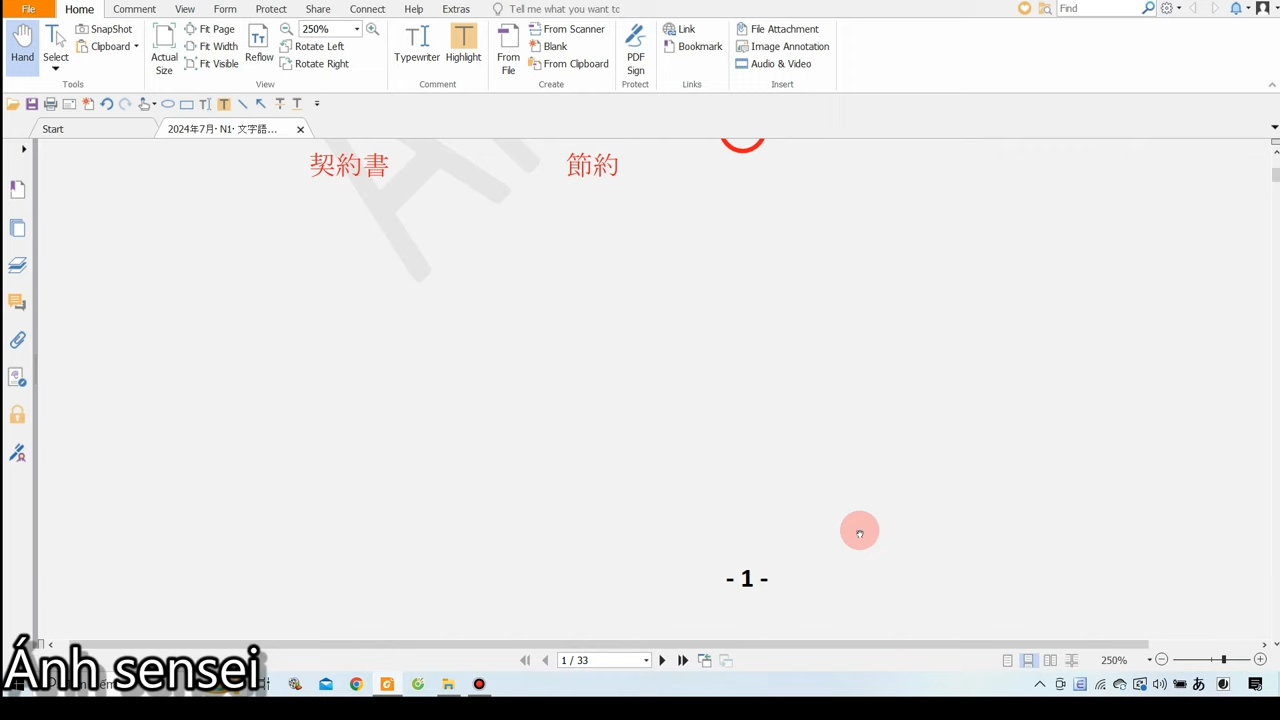 File Home Comment View Form Protect Share Connect Help Extras Tell me what you want tc Find
Hand
Select
SnapShot
Clipboard
Tools
Actual
Size
Fit Page
Fit Width
Fit Visible
Reflow
250%
Rotate Left
Rotate Right
View
Typewriter
Highlight
Comment
From
File
From Scanner
Blank
From Clipboard
Create
PDF
Sign
Protect
Link
Bookmark
Links
File Attachment
Image Annotation
Audio & Video
Insert
Start 2024年7月· N1· 文字語...
契約書 節約
- 1 -
1 / 33 250%
Ánh sensei
あ